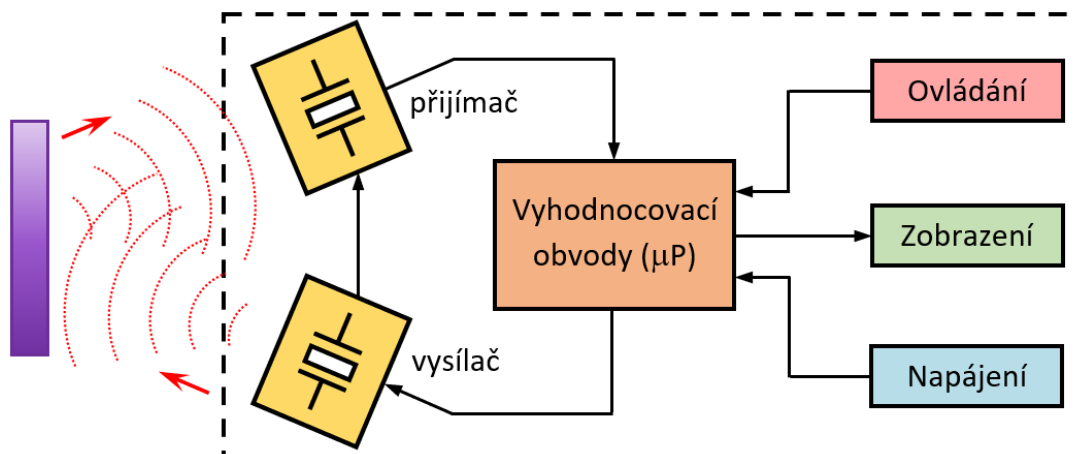 přijímač
Ovládání
Vyhodnocovací
obvody (μP)
Zobrazení
vysílač
Napájení